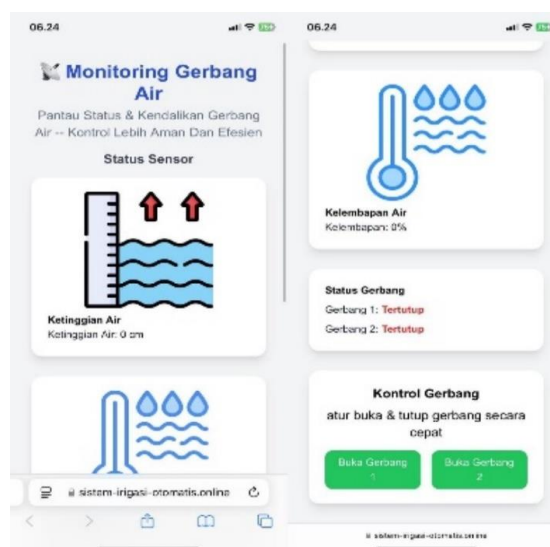 06.24
Monitoring Gerbang
Air
Pantau Status & Kendalikan Gerbang
Air -- Kontrol Lebih Aman Dan Efesien
Status Sensor
Ketinggian Air
Ketinggian Air: 0 cm
sistem-irigasi-otomatis.online
06.24
Kelembapan Air
Kelembapan: 0%
Status Gerbang
Gerbang 1: Tertutup
Gerbang 2: Tertutup
Kontrol Gerbang
atur buka & tutup gerbang secara
cepat
Buka Gerbang
1
Buka Gerbang
2
sistem-irigasi-otomatis.online